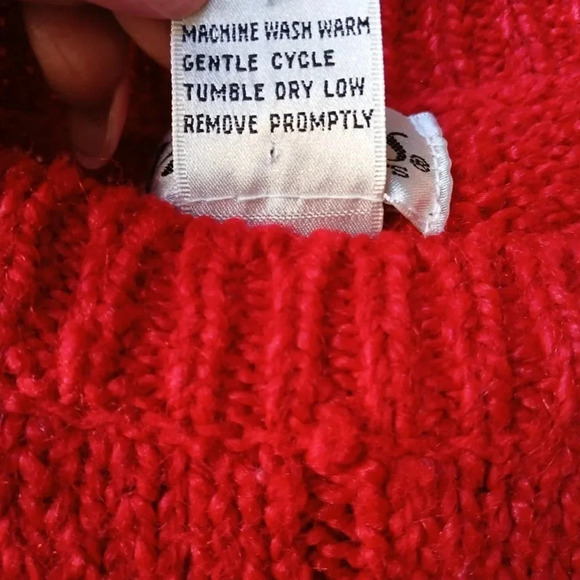 MACHINE WASH WARM
GENTLE CYCLE
TUMBLE DRY LOW
REMOVE PROMPTLY